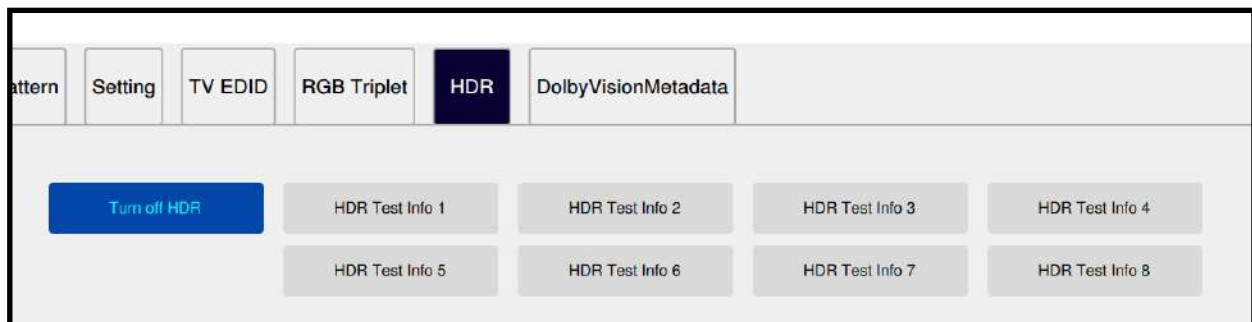 attern Setting TV EDID RGB Triplet HDR DolbyVisionMetadata
Turn off HDR HDR Test Info 1 HDR Test Info 2 HDR Test Info 3 HDR Test Info 4
HDR Test Info 5 HDR Test Info 6 HDR Test Info 7 HDR Test Info 8